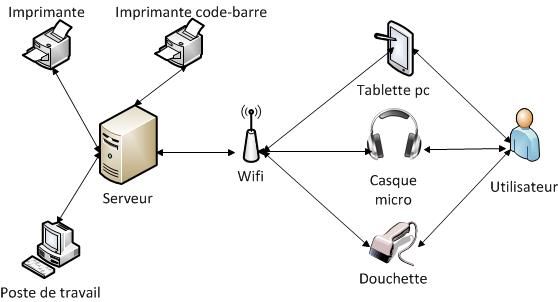 Imprimante
Imprimante code-barre
Tablette pc
Serveur
Wifi
Casque
micro
Utilisateur
Poste de travail
Douchette